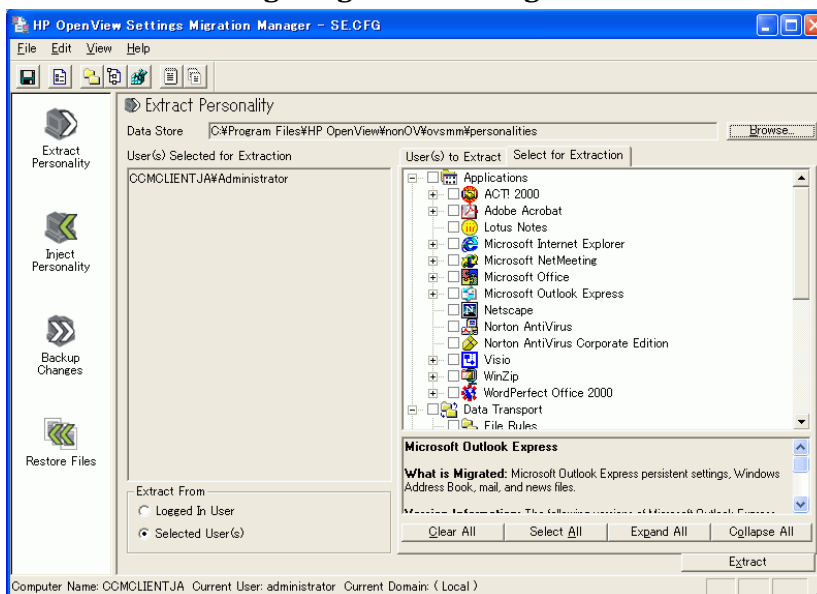 HP OpenView Settings Migration Manager - SE.CFG
File Edit View Help
Extract Personality
Data Store C:¥Program Files¥HP OpenView¥nonOV¥ovsmm¥personalities Browse...
User(s) Selected for Extraction
User(s) to Extract Select for Extraction
CCMCLIENTJA¥Administrator
Extract
Personality
Inject
Personality
Backup
Changes
Restore Files
Applications
ACT! 2000
Adobe Acrobat
Lotus Notes
Microsoft Internet Explorer
Microsoft NetMeeting
Microsoft Office
Microsoft Outlook Express
Netscape
Norton AntiVirus
Norton AntiVirus Corporate Edition
Visio
WinZip
WordPerfect Office 2000
Data Transport
File Rules
Microsoft Outlook Express
What is Migrated: Microsoft Outlook Express persistent settings, Windows
Address Book, mail, and news files.
Extract From
Logged In User
Selected User(s)
Clear All Select All Expand All Collapse All
Extract
Computer Name: CCMCLIENTJA Current User: administrator Current Domain: ( Local )